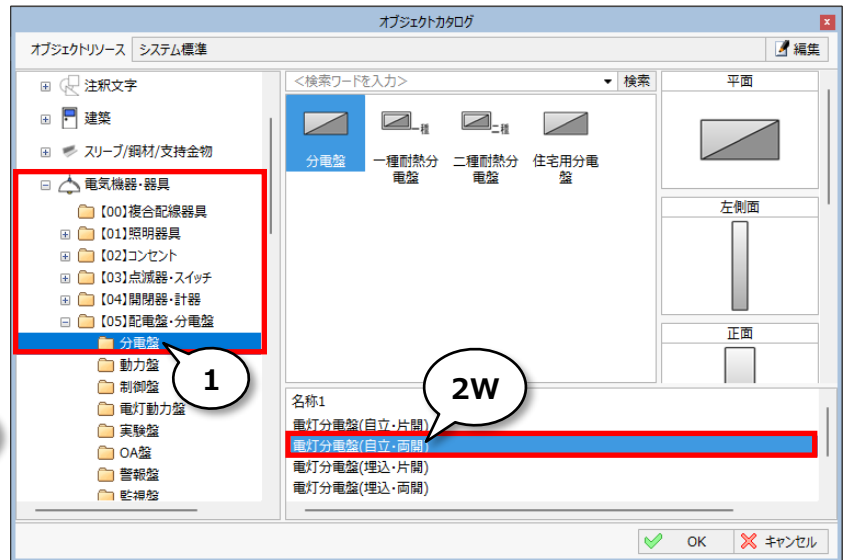 オブジェクトカタログ
オブジェクトリソース システム標準 編集
注釈文字
建築
スリーブ/鋼材/支持金物
電気機器・器具
【00】複合配線器具
【01】照明器具
【02】コンセント
【03】点滅器・スイッチ
【04】開閉器・計器
【05】配電盤・分電盤
分電盤
動力盤
制御盤
電灯動力盤
実験盤
OA盤
警報盤
監視盤
1
<検索ワードを入力> 検索
一種
二種
分電盤
一種耐熱分
電盤
二種耐熱分
電盤
住宅用分電
盤
平面
左側面
正面
2W
名称1
電灯分電盤(自立・片開)
電灯分電盤(自立・両開)
電灯分電盤(埋込・片開)
電灯分電盤(埋込・両開)
OK キャンセル